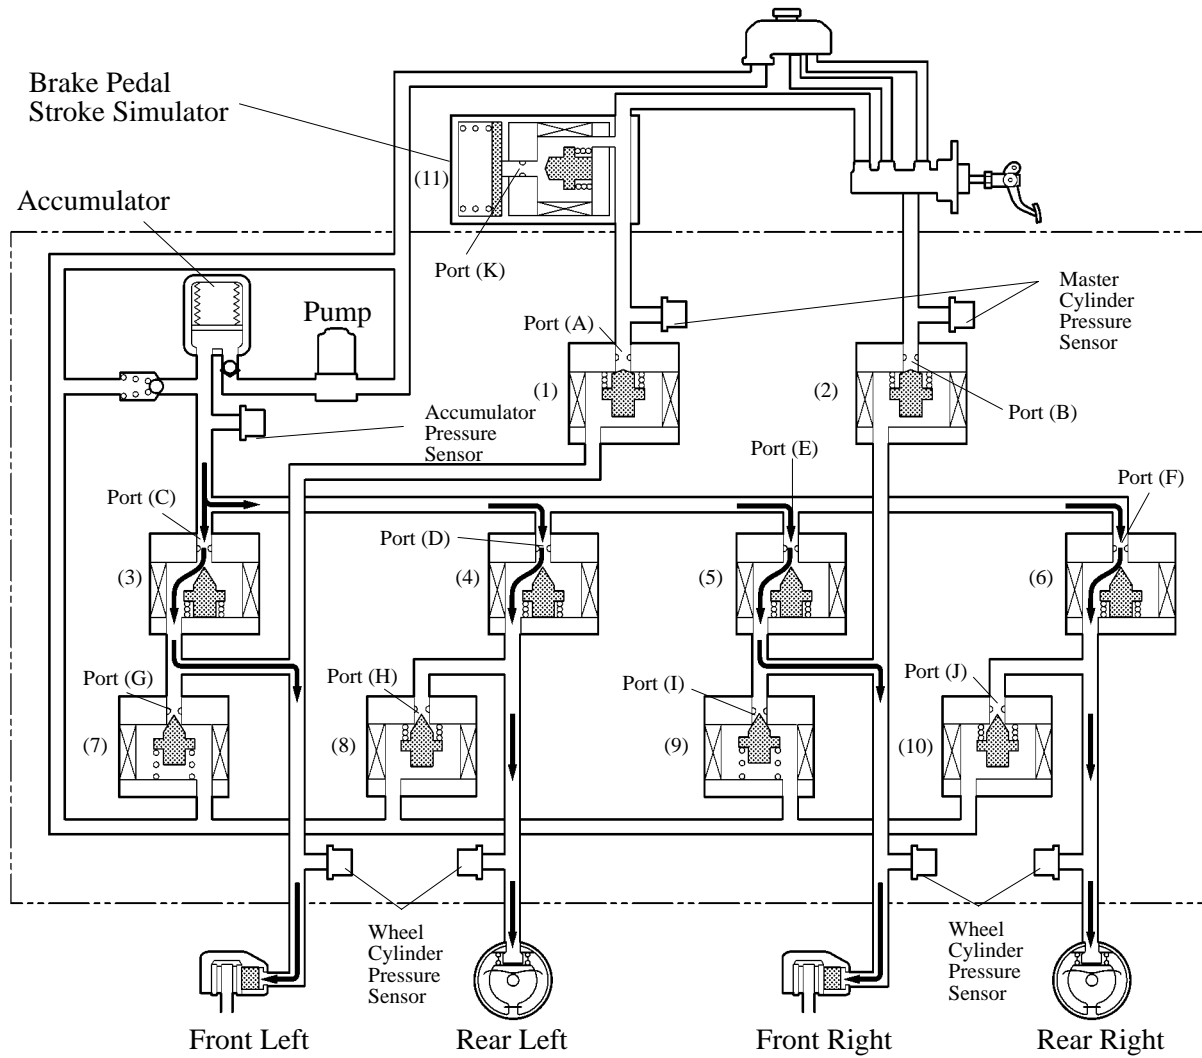 Brake Pedal
Stroke Simulator
(11)
Accumulator
Port (K)
Pump
Master
Cylinder
Pressure
Sensor
Port (A)
(1)
(2)
Port (B)
Accumulator
Pressure
Sensor
Port (E)
Port (F)
Port (C)
Port (D)
(3)
(4)
(5)
(6)
Port (G)
Port (H)
Port (I)
Port (J)
(7)
(8)
(9)
(10)
Wheel
Cylinder
Pressure
Sensor
Wheel
Cylinder
Pressure
Sensor
Front Left
Rear Left
Front Right
Rear Right